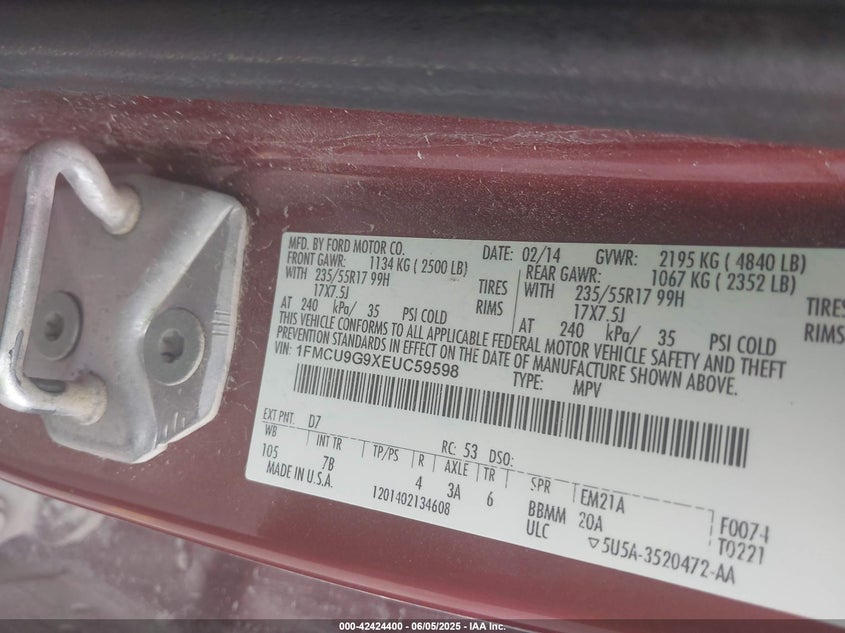 MFD. BY FORD MOTOR CO.
DATE: 02/14 GVWR: 2195 KG ( 4840 LB)
FRONT GAWR: 1134 KG ( 2500 LB) REAR GAWR: 1067 KG ( 2352 LB)
WITH 235/55R17 99H TIRES WITH 235/55R17 99H TIRES
17X7.5J RIMS 17X7.5J RIMS
AT 240 kPa/ 35 PSI COLD AT 240 kPa/ 35 PSI COLD
THIS VEHICLE CONFORMS TO ALL APPLICABLE FEDERAL MOTOR VEHICLE SAFETY AND THEFT
PREVENTION STANDARDS IN EFFECT ON THE DATE OF MANUFACTURE SHOWN ABOVE.
VIN: 1FMCU9G9XEUC59598
TYPE: MPV
EXT PNT: D7 RC: 53 DSO:
WB INT TR TP/PS R AXLE TR SPR EM21A F0074
105 7B 4 3A 6 BBMM 20A T0221
MADE IN U.S.A. ULC
1201402134608 ▽5U5A-3520472-AA
000-42424400 - 06/05/2025 - IAA Inc.